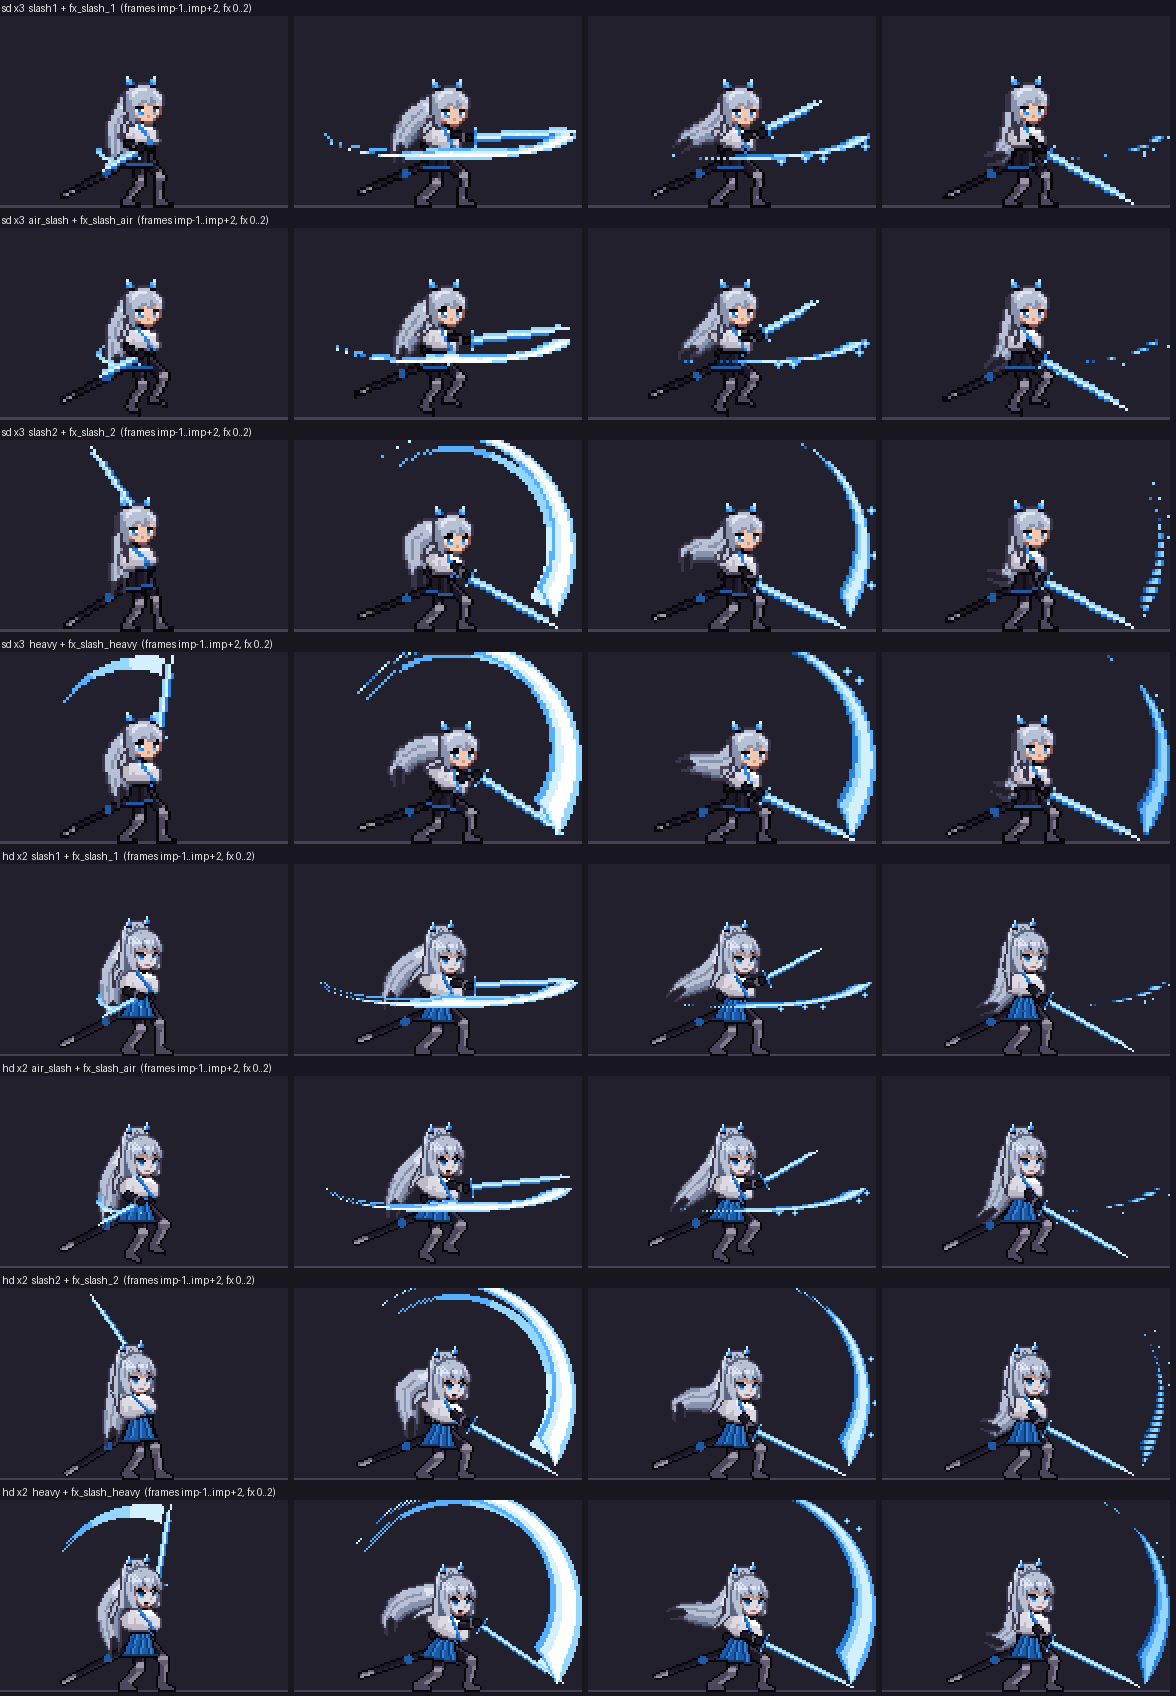 sd x3 slash1 + fx_slash_1 (frames imp-1..imp+2, fx 0..2)
sd x3 air_slash + fx_slash_air (frames imp-1..imp+2, fx 0..2)
sd x3 slash2 + fx_slash_2 (frames imp-1..imp+2, fx 0..2)
sd x3 heavy + fx_slash_heavy (frames imp-1..imp+2, fx 0..2)
hd x2 slash1 + fx_slash_1 (frames imp-1..imp+2, fx 0..2)
hd x2 air_slash + fx_slash_air (frames imp-1..imp+2, fx 0..2)
hd x2 slash2 + fx_slash_2 (frames imp-1..imp+2, fx 0..2)
hd x2 heavy + fx_slash_heavy (frames imp-1..imp+2, fx 0..2)